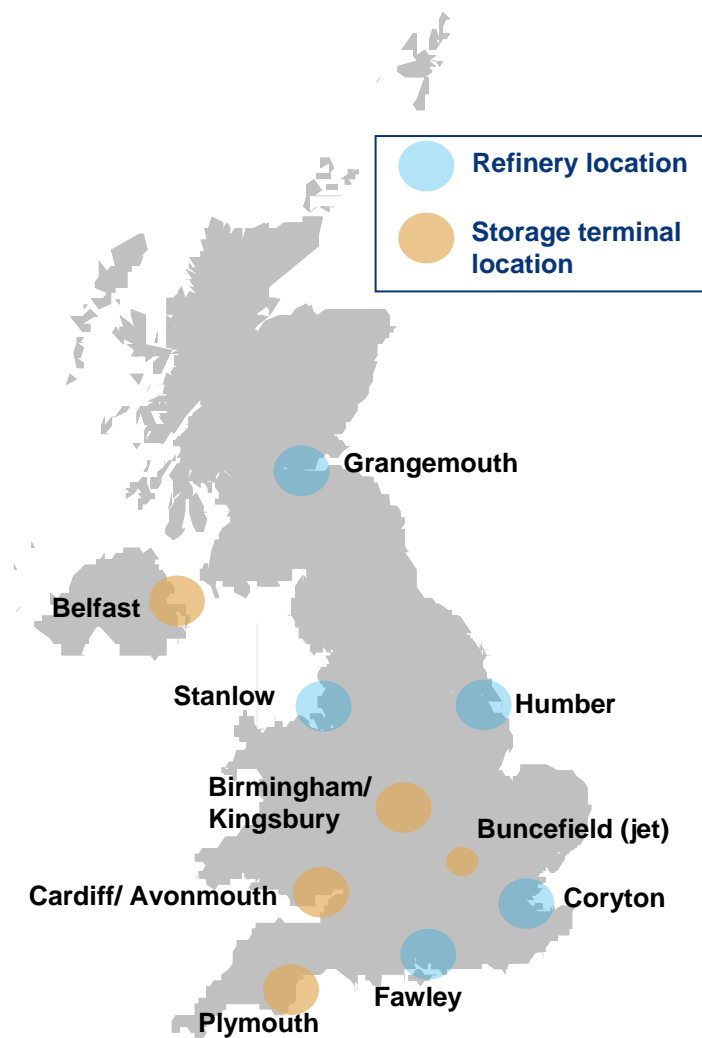 Refinery location
Storage terminal
location
Grangemouth
Belfast
Stanlow
Humber
Birmingham/
Kingsbury
Buncefield (jet)
Cardiff/ Avonmouth
Coryton
Fawley
Plymouth